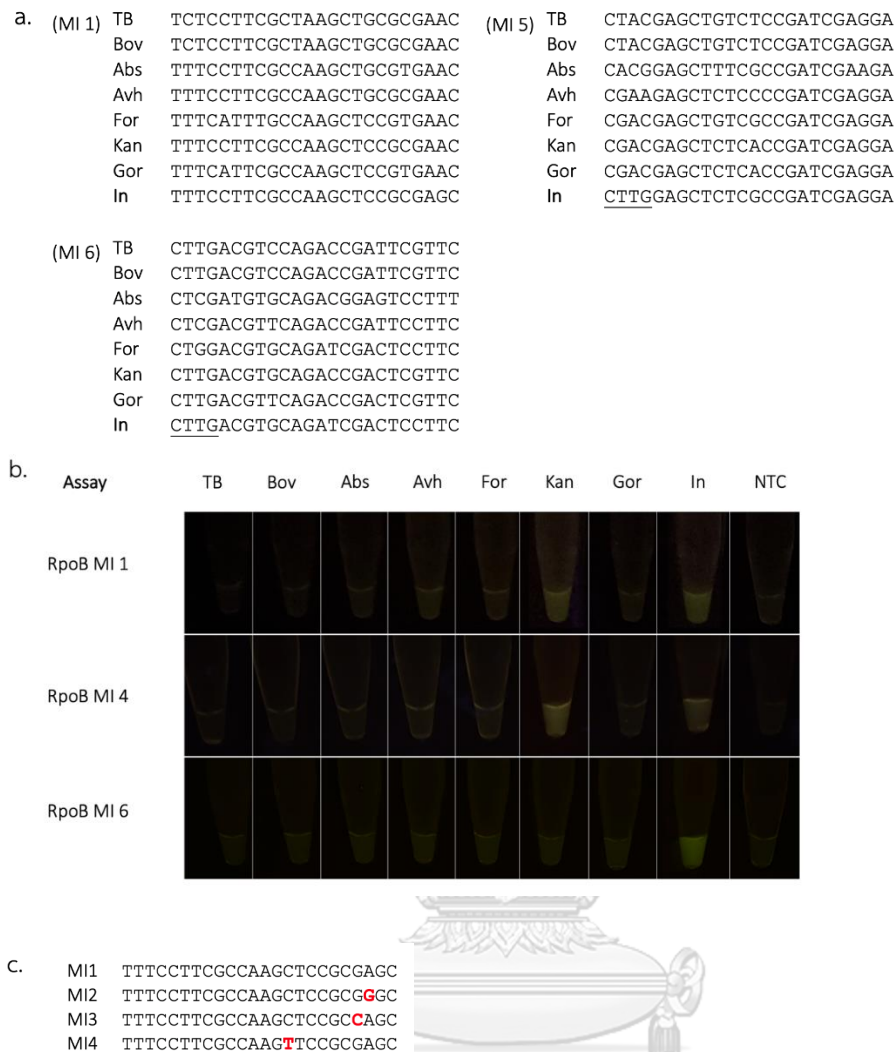 a.
(MI 1)
TB TCTCCTTCGCTAAGCTGCGCGAAC
Bov TCTCCTTCGCTAAGCTGCGCGAAC
Abs TTTCCTTCGCCAAGCTGCGTGAAC
Avh TTTCCTTCGCCAAGCTGCGCGAAC
For TTTCATTTGCCAAGCTCCGTGAAC
Kan TTTCCTTCGCCAAGCTCCGCGAAC
Gor TTTCATTCGCCAAGCTCCGTGAAC
In TTTCCTTCGCCAAGCTCCGCGAGC
(MI 5)
TB CTACGAGCTGTCTCCGATCGAGGA
Bov CTACGAGCTGTCTCCGATCGAGGA
Abs CACGGAGCTTTCGCCGATCGAAGA
Avh CGAAGAGCTCTCCCCGATCGAGGA
For CGACGAGCTGTCGCCGATCGAGGA
Kan CGACGAGCTCTCACCGATCGAGGA
Gor CGACGAGCTCTCACCGATCGAGGA
In CTTGGAGCTCTCGCCGATCGAGGA
(MI 6)
TB CTTGACGTCCAGACCGATTCGTTC
Bov CTTGACGTCCAGACCGATTCGTTC
Abs CTCGATGTGCAGACGGAGTCCTTT
Avh CTCGACGTTCAGACCGATTCCTTC
For CTGGACGTGCAGATCGACTCCTTC
Kan CTTGACGTGCAGACCGACTCGTTC
Gor CTTGACGTTCAGACCGACTCGTTC
In CTTGACGTGCAGATCGACTCCTTC
b.
Assay TB Bov Abs Avh For Kan Gor In NTC
RpoB MI 1
RpoB MI 4
RpoB MI 6
c.
MI1 TTTCCTTCGCCAAGCTCCGCGAGC
MI2 TTTCCTTCGCCAAGCTCCGCGGGC
MI3 TTTCCTTCGCCAAGCTCCGCCAGC
MI4 TTTCCTTCGCCAAGTTCCGCGAGC